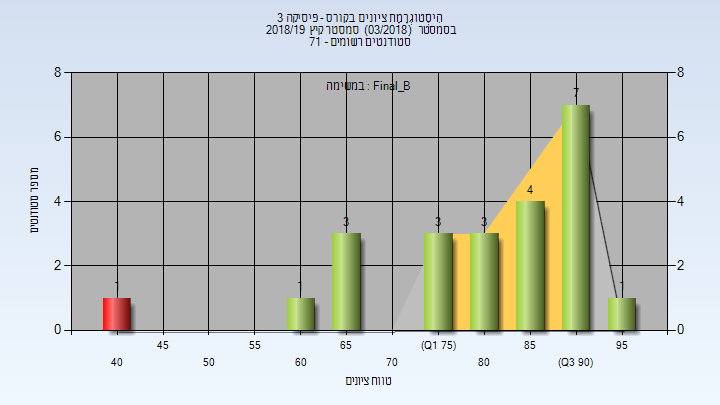 היסטוגרמת ציונים בקורס - פיסיקה 3
בסמסטר (03/2018) סמסטר קיץ 2018/19
סטודנטים רשומים - 71
במשימה : Final_B
מספר סטודנטים
8 8
6 6
4 4
2 2
0 0
1 1 3 3 3 4 7 1
45 55 65 (Q1 75) 85 95
40 50 60 70 80 (Q3 90)
טווח ציונים